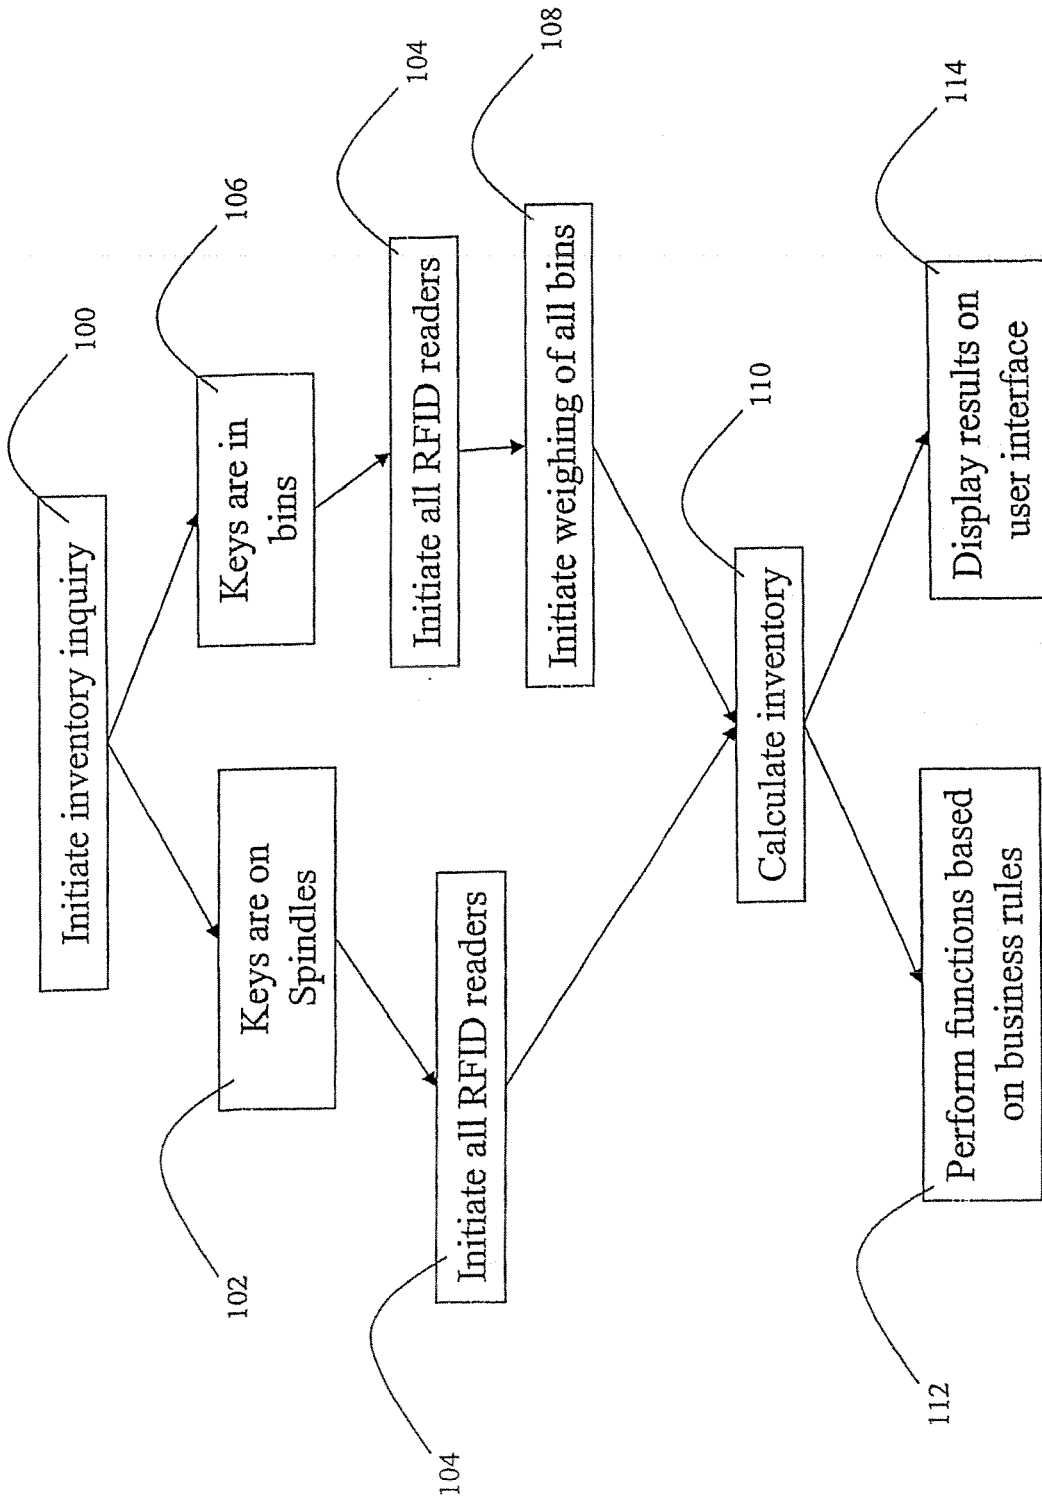 100
Initiate inventory inquiry
102
Keys are on
Spindles
106
Keys are in
bins
104
Initiate all RFID readers
104
Initiate all RFID readers
108
Initiate weighing of all bins
110
Calculate inventory
112
Perform functions based
on business rules
114
Display results on
user interface